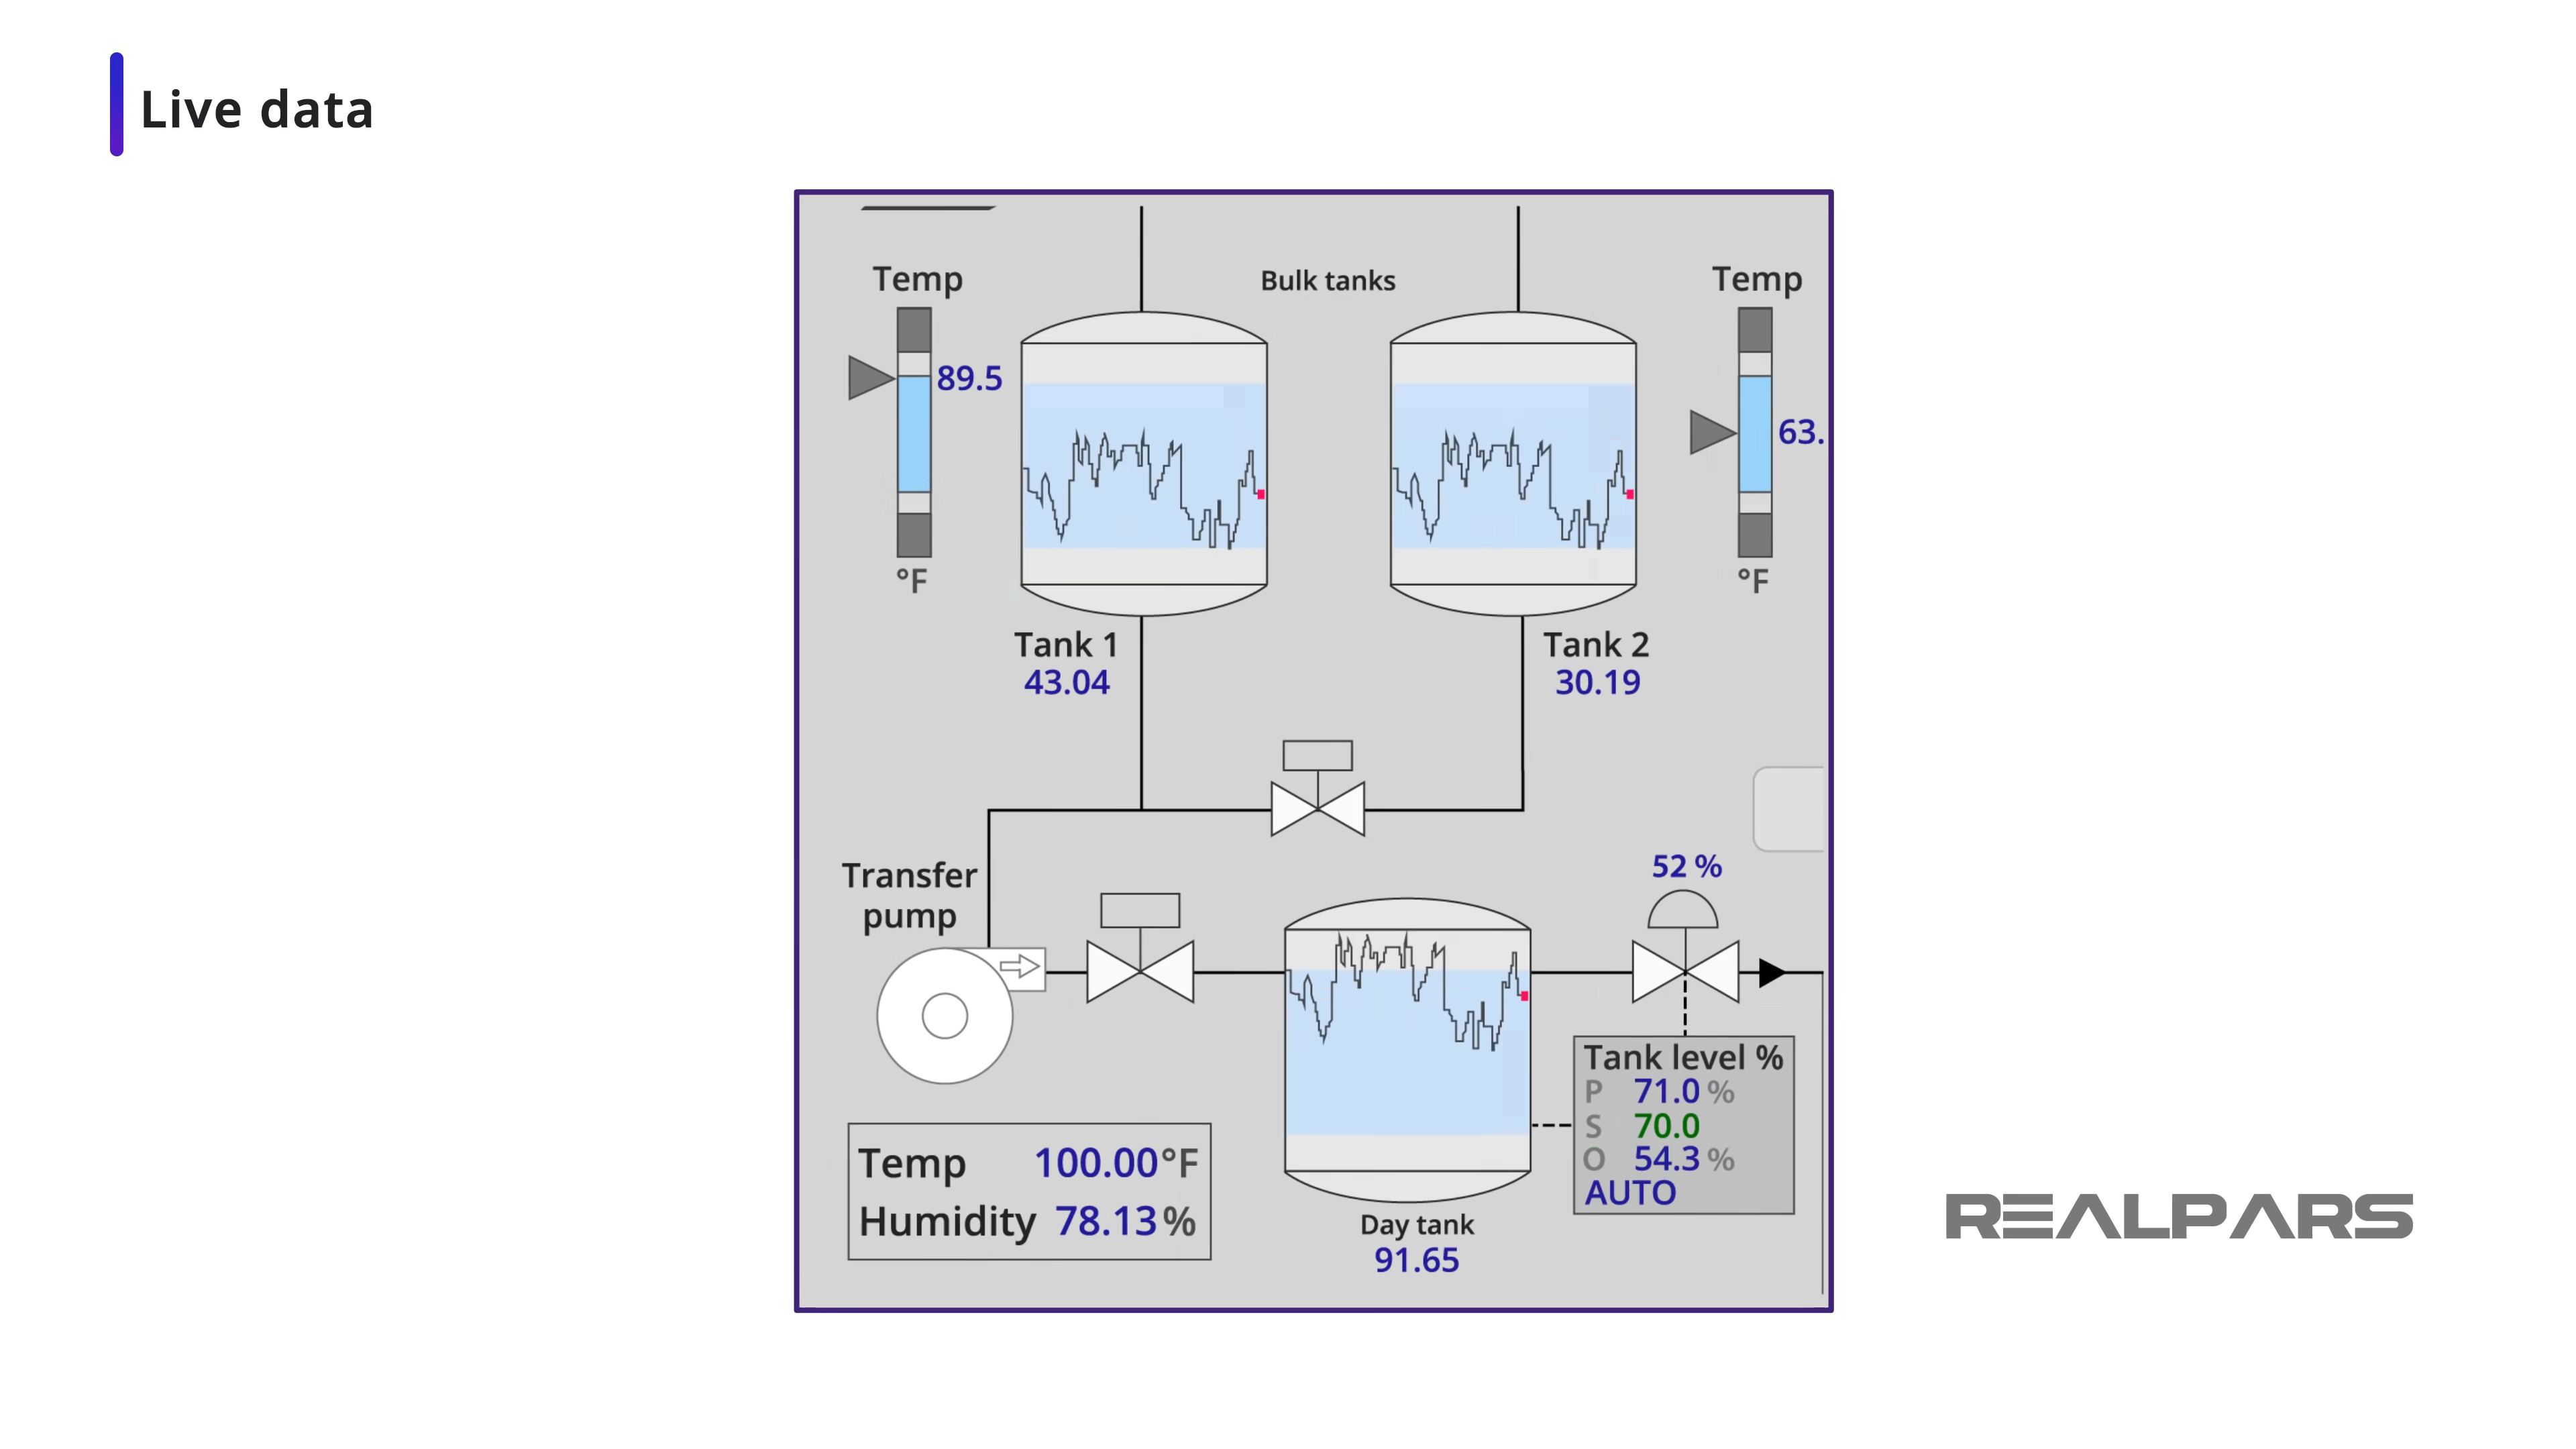 Live data
Temp
Bulk tanks
Temp
89.5
63.
°F
°F
Tank 1
43.04
Tank 2
30.19
Transfer
pump
52 %
Tank level %
P 71.0 %
S 70.0
O 54.3 %
AUTO
Temp 100.00°F
Humidity 78.13 %
Day tank
91.65
REALPARS